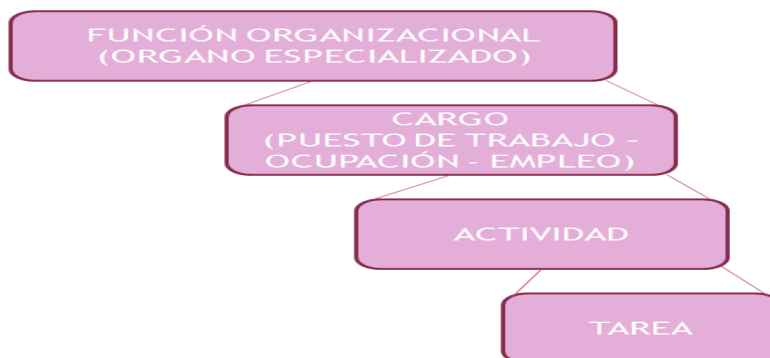 FUNCIÓN ORGANIZACIONAL
(ORGANO ESPECIALIZADO)
CARGO
(PUESTO DE TRABAJO -
OCUPACIÓN - EMPLEO)
ACTIVIDAD
TAREA